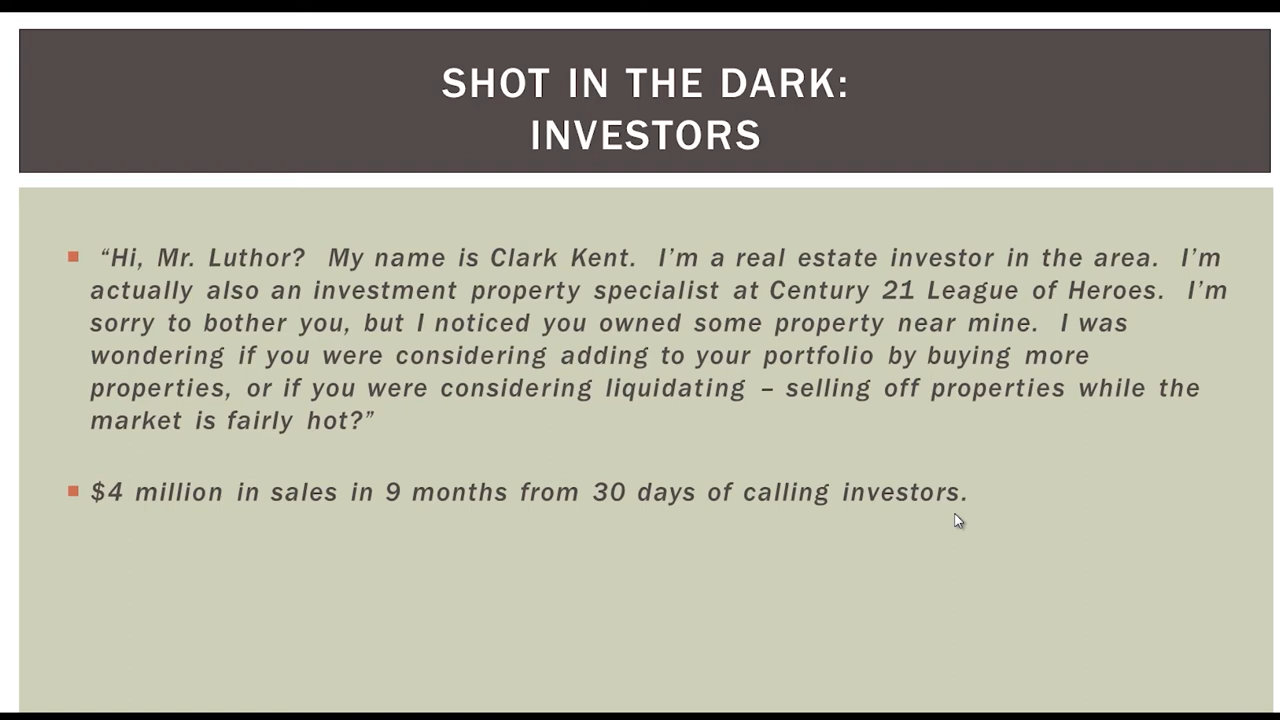 SHOT IN THE DARK:
INVESTORS
“Hi, Mr. Luthor? My name is Clark Kent. I’m a real estate investor in the area. I’m
actually also an investment property specialist at Century 21 League of Heroes. I’m
sorry to bother you, but I noticed you owned some property near mine. I was
wondering if you were considering adding to your portfolio by buying more
properties, or if you were considering liquidating – selling off properties while the
market is fairly hot?”
$4 million in sales in 9 months from 30 days of calling investors.